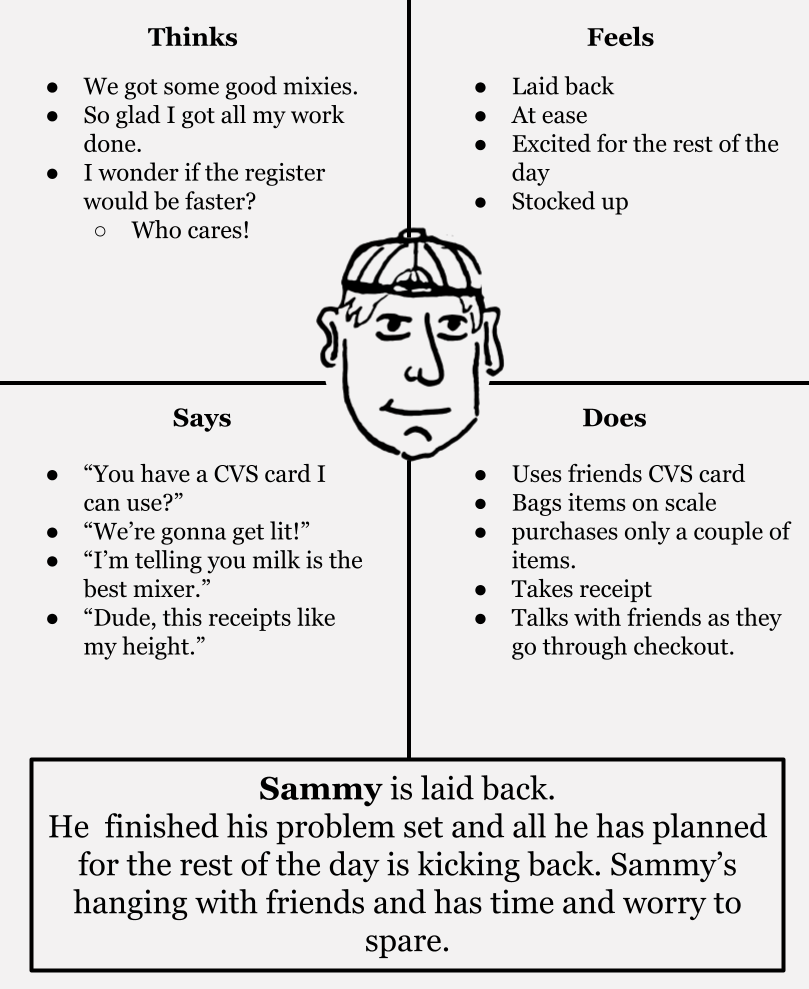 Thinks
● We got some good mixies.
● So glad I got all my work
done.
● I wonder if the register
would be faster?
○ Who cares!
Feels
● Laid back
● At ease
● Excited for the rest of the
day
● Stocked up
Says
● “You have a CVS card I
can use?”
● “We’re gonna get lit!”
● “I’m telling you milk is the
best mixer.”
● “Dude, this receipts like
my height.”
Does
● Uses friends CVS card
● Bags items on scale
● purchases only a couple of
items.
● Takes receipt
● Talks with friends as they
go through checkout.
Sammy is laid back.
He  finished his problem set and all he has planned
for the rest of the day is kicking back. Sammy’s
hanging with friends and has time and worry to
spare.